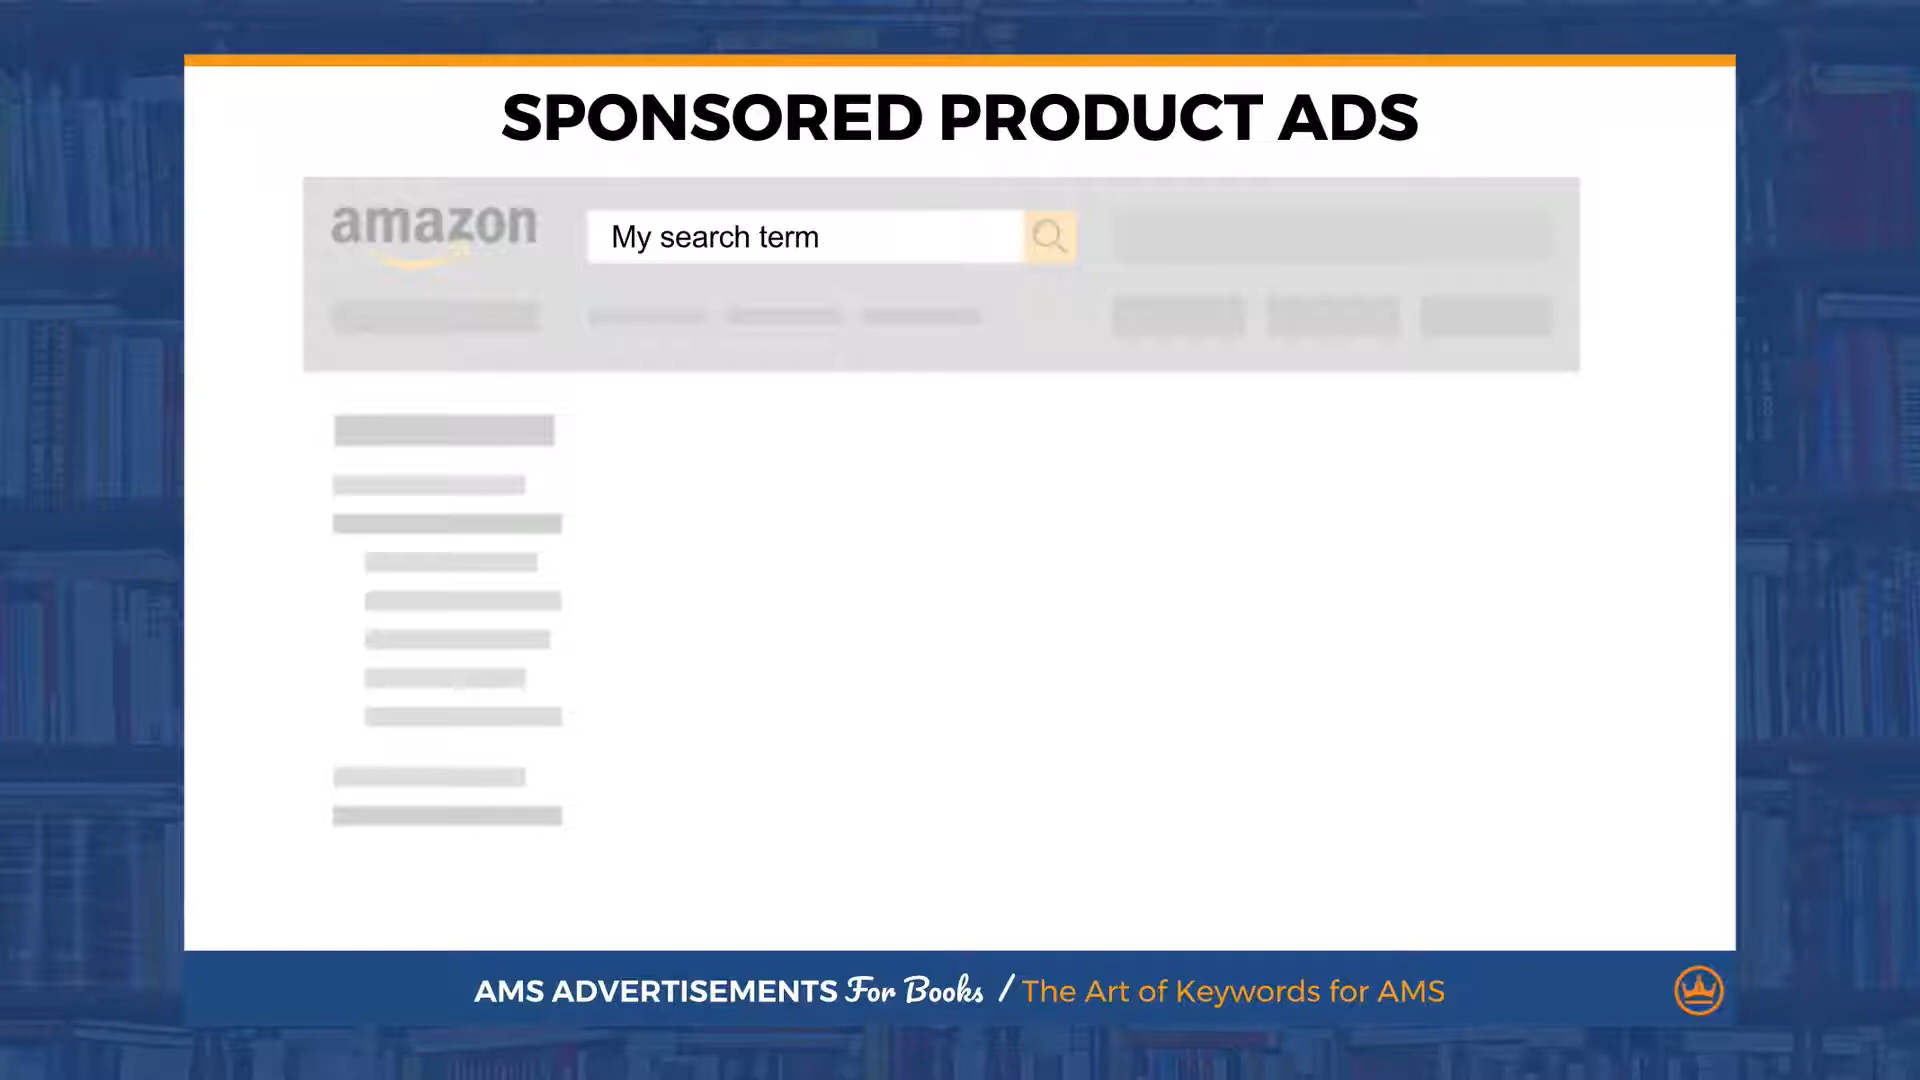 SPONSORED PRODUCT ADS
amazon
My search term
AMS ADVERTISEMENTS For Books / The Art of Keywords for AMS